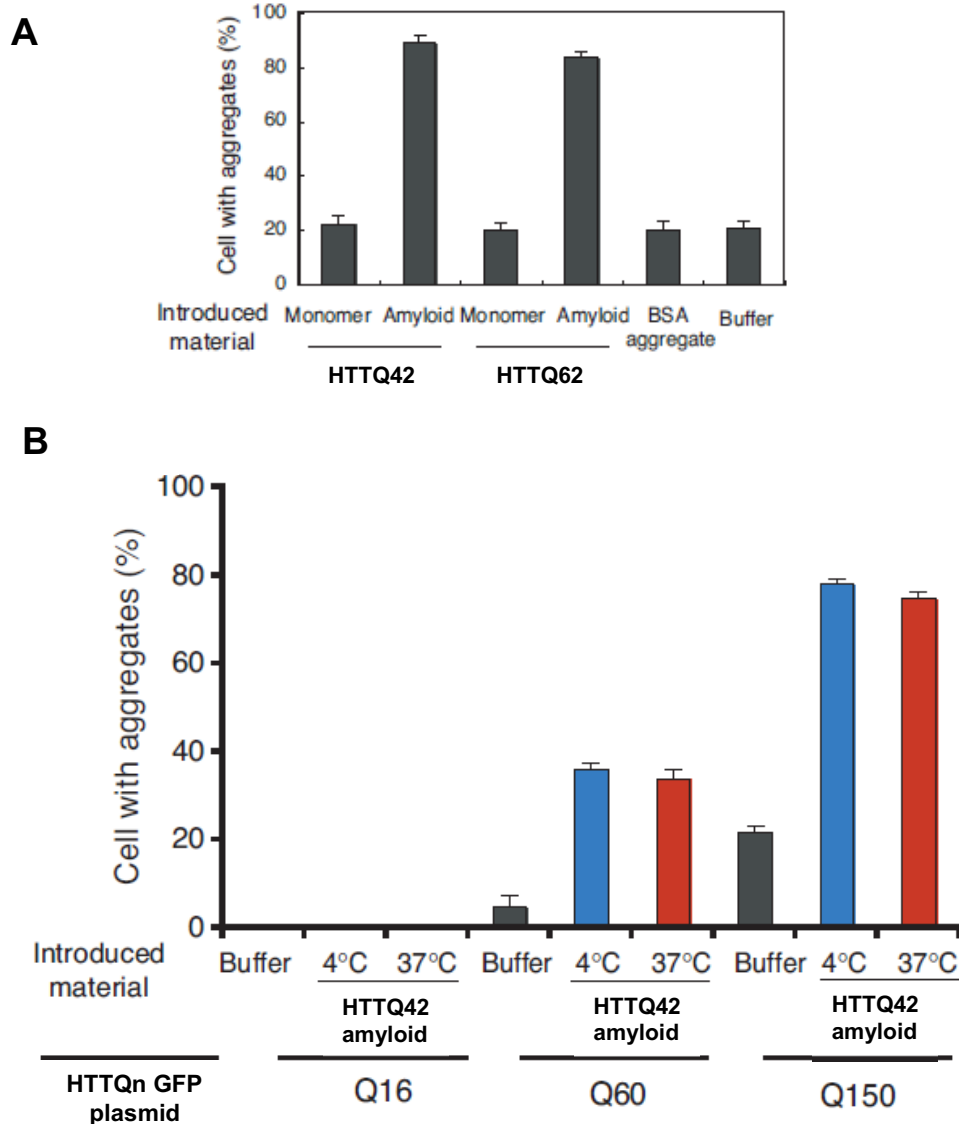 A
Cell with aggregates (%)
100
80
60
40
20
0
Introduced material
Monomer Amyloid Monomer Amyloid BSA aggregate Buffer
HTTQ42 HTTQ62
B
Cell with aggregates (%)
100
80
60
40
20
0
Introduced material
Buffer 4°C 37°C Buffer 4°C 37°C Buffer 4°C 37°C
HTTQ42 amyloid HTTQ42 amyloid HTTQ42 amyloid
HTTQn GFP plasmid
Q16 Q60 Q150